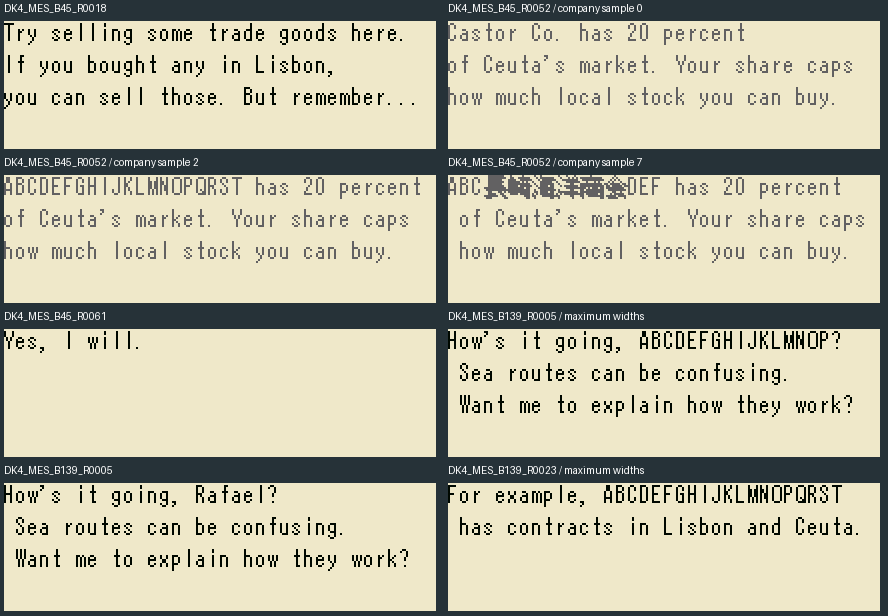 DK4_MES_B45_R0018
Try selling some trade goods here.
If you bought any in Lisbon,
you can sell those. But remember...
DK4_MES_B45_R0052 / company sample 0
Castor Co. has 20 percent
of Ceuta's market. Your share caps
how much local stock you can buy.
DK4_MES_B45_R0052 / company sample 2
ABCDEFGHIJKLMNOPQRST has 20 percent
of Ceuta's market. Your share caps
how much local stock you can buy.
DK4_MES_B45_R0052 / company sample 7
ABC DEF has 20 percent
of Ceuta's market. Your share caps
how much local stock you can buy.
DK4_MES_B45_R0061
Yes, I will.
DK4_MES_B139_R0005 / maximum widths
How's it going, ABCDEFGHIJKLMNOP?
Sea routes can be confusing.
Want me to explain how they work?
DK4_MES_B139_R0005
How's it going, Rafael?
Sea routes can be confusing.
Want me to explain how they work?
DK4_MES_B139_R0023 / maximum widths
For example, ABCDEFGHIJKLMNOPQRST
has contracts in Lisbon and Ceuta.